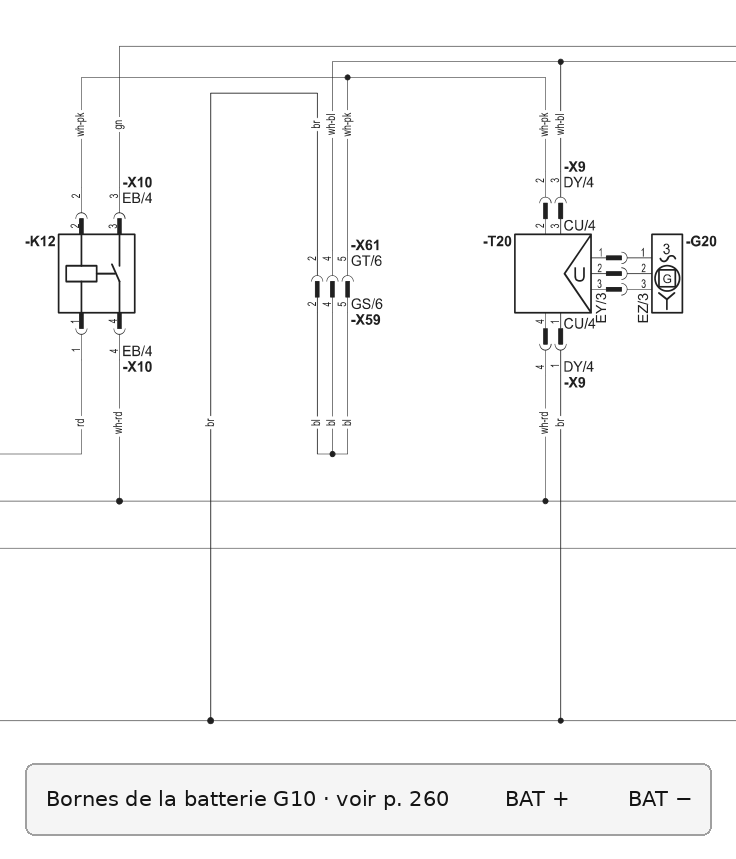 wh-pk
gn
br
wh-bl
wh-pk
wh-pk
wh-bl
2
3
-X10
EB/4
2
3
-K12
1
4
1
4
EB/4
-X10
rd
wh-rd
br
-X61
GT/6
2
4
5
2
4
5
GS/6
-X59
bl
bl
bl
-X9
DY/4
2
3
2
3
CU/4
-T20
U
1
2
3
EY/3
1
2
3
EZ/3
-G20
3
G
4
1
CU/4
4
1
DY/4
-X9
wh-rd
br
Bornes de la batterie G10 · voir p. 260 BAT + BAT −